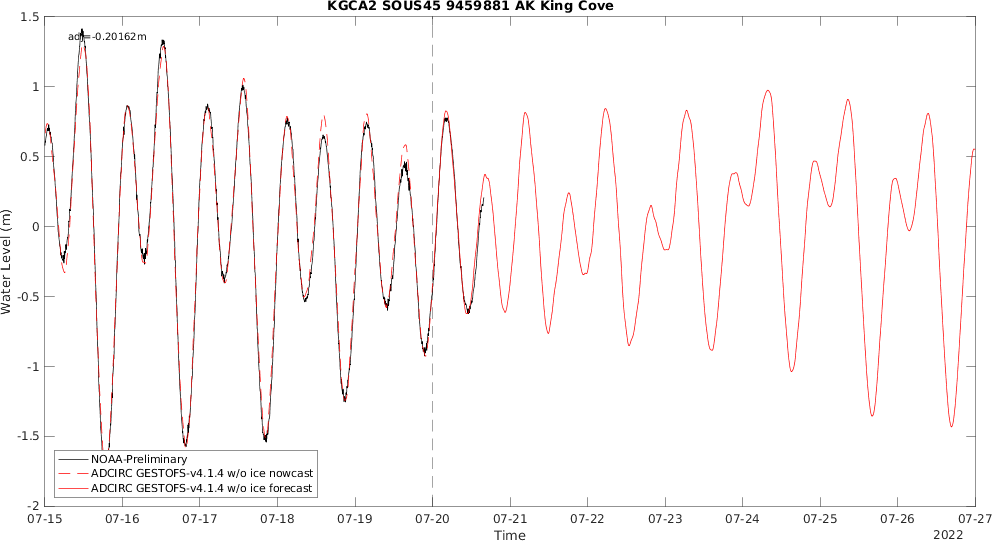 KGCA2 SOUS45 9459881 AK King Cove
adj=-0.20162m
1.5
1
0.5
0
-0.5
-1
-1.5
-2
Water Level (m)
NOAA-Preliminary
ADCIRC GESTOFS-v4.1.4 w/o ice nowcast
ADCIRC GESTOFS-v4.1.4 w/o ice forecast
07-15 07-16 07-17 07-18 07-19 07-20 07-21 07-22 07-23 07-24 07-25 07-26 07-27
Time
2022